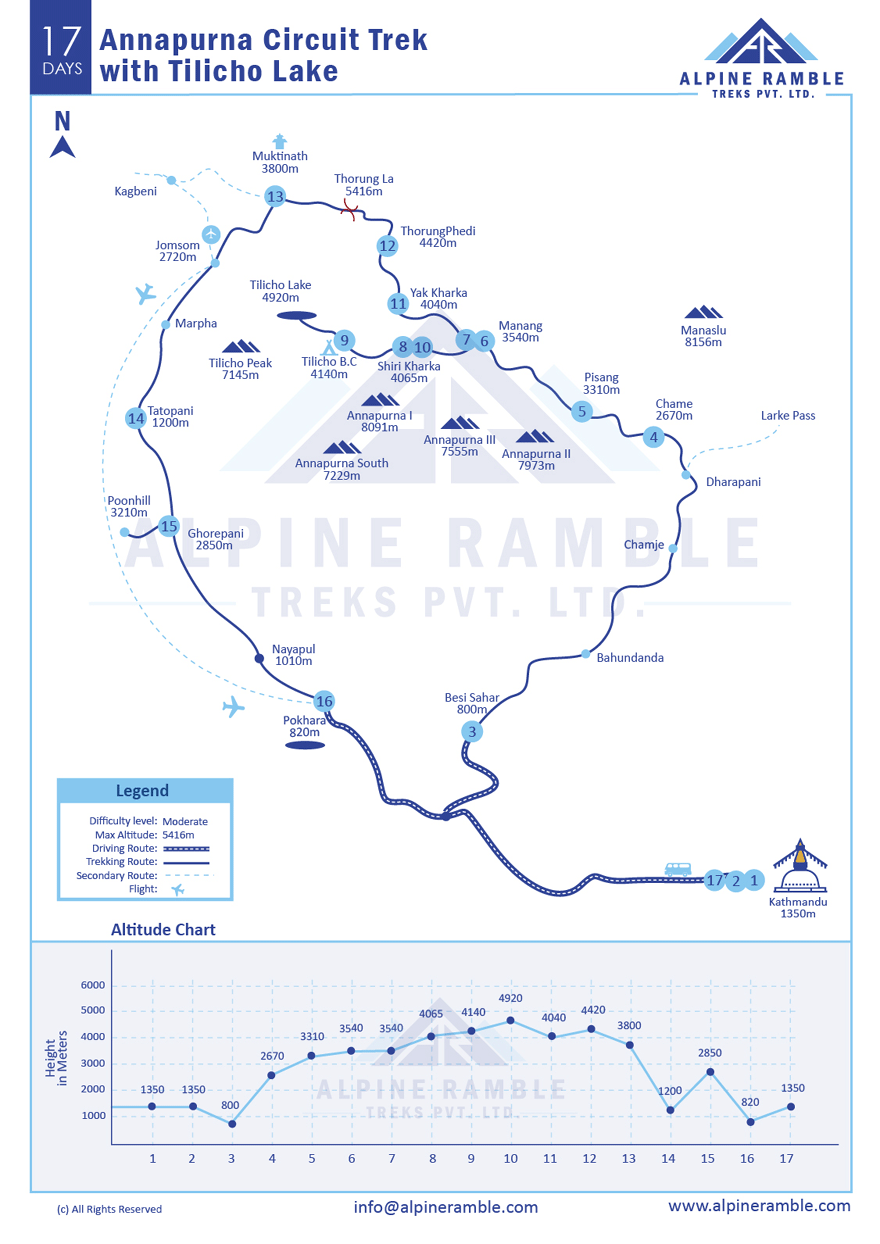 17
DAYS
Annapurna Circuit Trek
with Tilicho Lake
ALPINE RAMBLE
TREKS PVT. LTD.
N
Muktinath
3800m
Kagbeni
13
Thorung La
5416m
ThorungPhedi
4420m
12
Jomsom
2720m
Tilicho Lake
4920m
11
Yak Kharka
4040m
Marpha
9
8
10
7
6
Manang
3540m
Manaslu
8156m
Tilicho Peak
7145m
Tilicho B.C
4140m
Shiri Kharka
4065m
Pisang
3310m
5
Chame
2670m
4
Larke Pass
14
Tatopani
1200m
Annapurna I
8091m
Annapurna III
7555m
Annapurna II
7973m
Annapurna South
7229m
Dharapani
Poonhill
3210m
15
Ghorepani
2850m
ALPINE RAMBLE
TREKS PVT. LTD.
Chamje
Nayapul
1010m
Bahundanda
16
Pokhara
820m
Besi Sahar
800m
3
Legend
Difficulty level: Moderate
Max Altitude: 5416m
Driving Route:
Trekking Route:
Secondary Route:
Flight:
17
2
1
Kathmandu
1350m
Altitude Chart
Height
in Meters
6000
5000
4000
3000
2000
1000
1350
1350
800
2670
3310
3540
3540
4065
4140
4920
4040
4420
3800
1200
2850
820
1350
ALPINE RAMBLE
TREKS PVT. LTD.
1 2 3 4 5 6 7 8 9 10 11 12 13 14 15 16 17
(c) All Rights Reserved
info@alpineramble.com
www.alpineramble.com